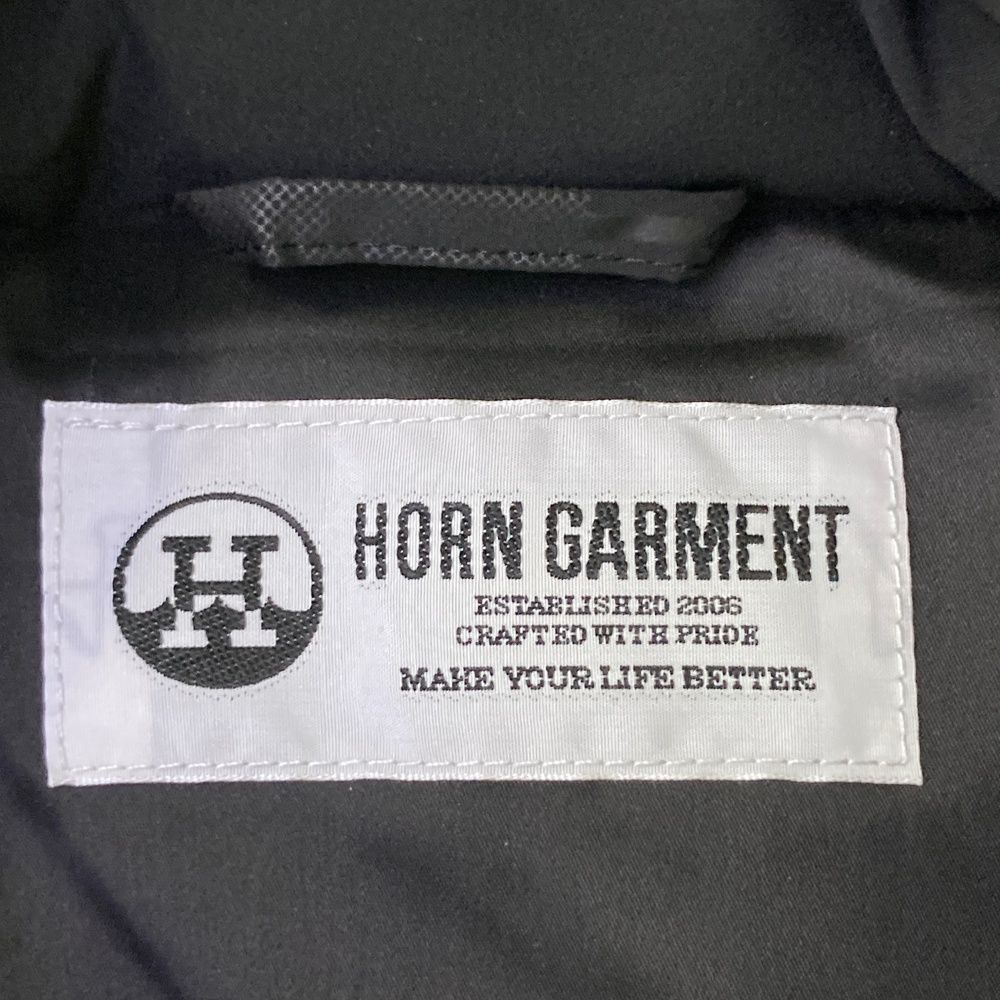 H
HORN GARMENT
ESTABLISHED 2006
CRAFTED WITH PRIDE
MAKE YOUR LIFE BETTER